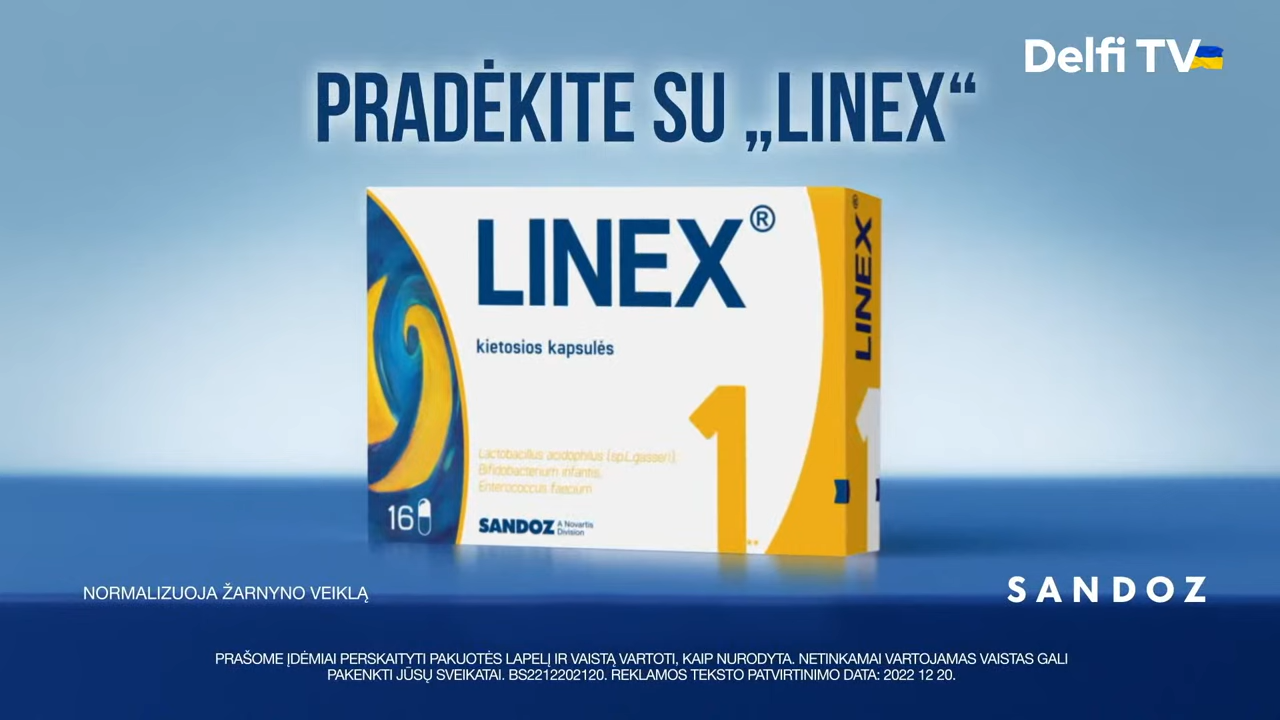 Delfi TV
PRADĖKITE SU „LINEX“
LINEX®
kietosios kapsulės
Lactobacillus acidophilus (sp.L.gasseri),
Bifidobacterium infantis,
Enterococcus faecium
1
16
SANDOZ A Novartis
Division
LINEX®
NORMALIZUOJA ŽARNYNO VEIKLĄ
SANDOZ
PRAŠOME ĮDĖMIAI PERSKAITYTI PAKUOTĖS LAPELĮ IR VAISTĄ VARTOTI, KAIP NURODYTA. NETINKAMAI VARTOJAMAS VAISTAS GALI
PAKENKTI JŪSŲ SVEIKATAI. BS2212202120. REKLAMOS TEKSTO PATVIRTINIMO DATA: 2022 12 20.